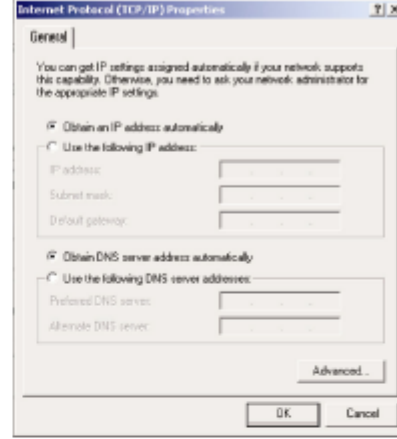 Internet Protocol (TCP/IP) Properties
General
You can get IP settings assigned automatically if your network supports
this capability. Otherwise, you need to ask your network administrator for
the appropriate IP settings.
Obtain an IP address automatically
Use the following IP address:
IP address:
Subnet mask:
Default gateway:
Obtain DNS server address automatically
Use the following DNS server addresses:
Preferred DNS server:
Alternate DNS server:
Advanced...
OK Cancel